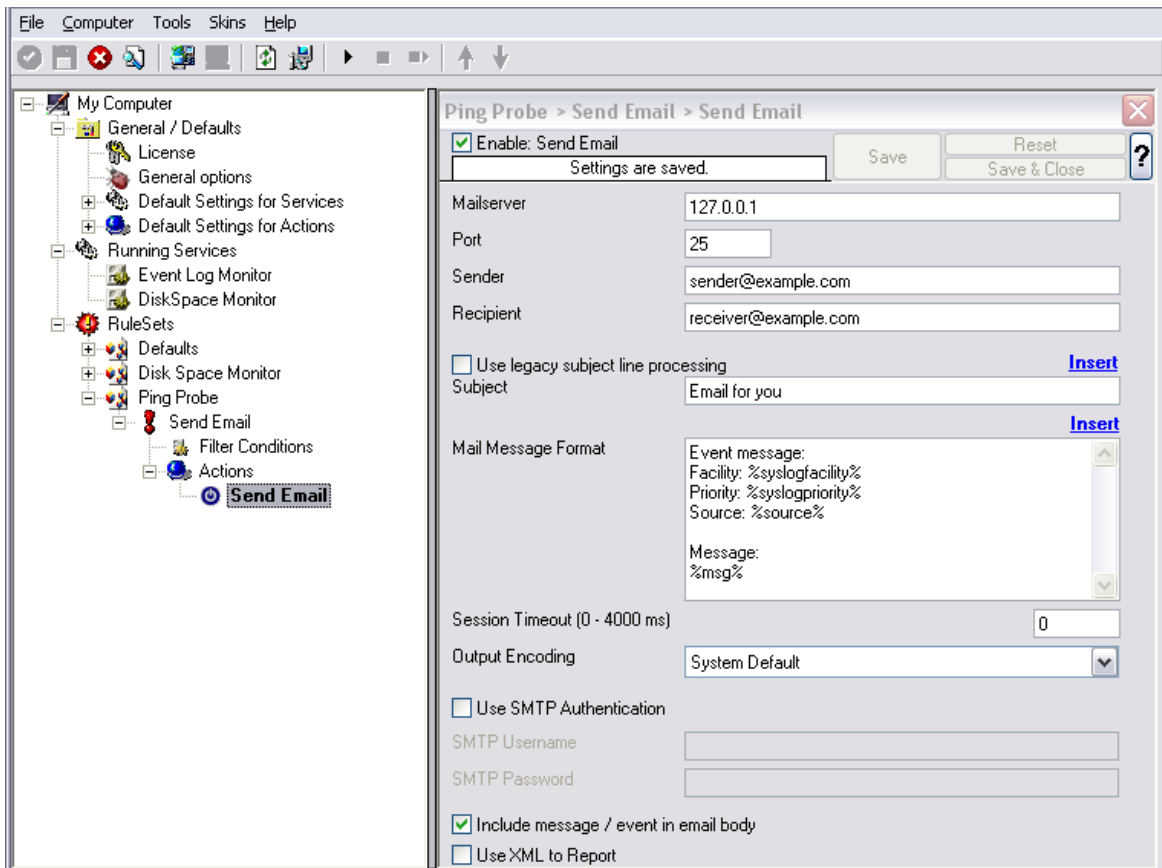 File Computer Tools Skins Help
My Computer
General / Defaults
License
General options
Default Settings for Services
Default Settings for Actions
Running Services
Event Log Monitor
DiskSpace Monitor
RuleSets
Defaults
Disk Space Monitor
Ping Probe
Send Email
Filter Conditions
Actions
Send Email
Ping Probe > Send Email > Send Email
Enable: Send Email
Settings are saved.
Save
Reset
Save & Close
?
Mailserver 127.0.0.1
Port 25
Sender sender@example.com
Recipient receiver@example.com
Use legacy subject line processing Insert
Subject Email for you
Insert
Mail Message Format
Event message:
Facility: %syslogfacility%
Priority: %syslogpriority%
Source: %source%
Message:
%msg%
Session Timeout (0 - 4000 ms) 0
Output Encoding System Default
Use SMTP Authentication
SMTP Username
SMTP Password
Include message / event in email body
Use XML to Report